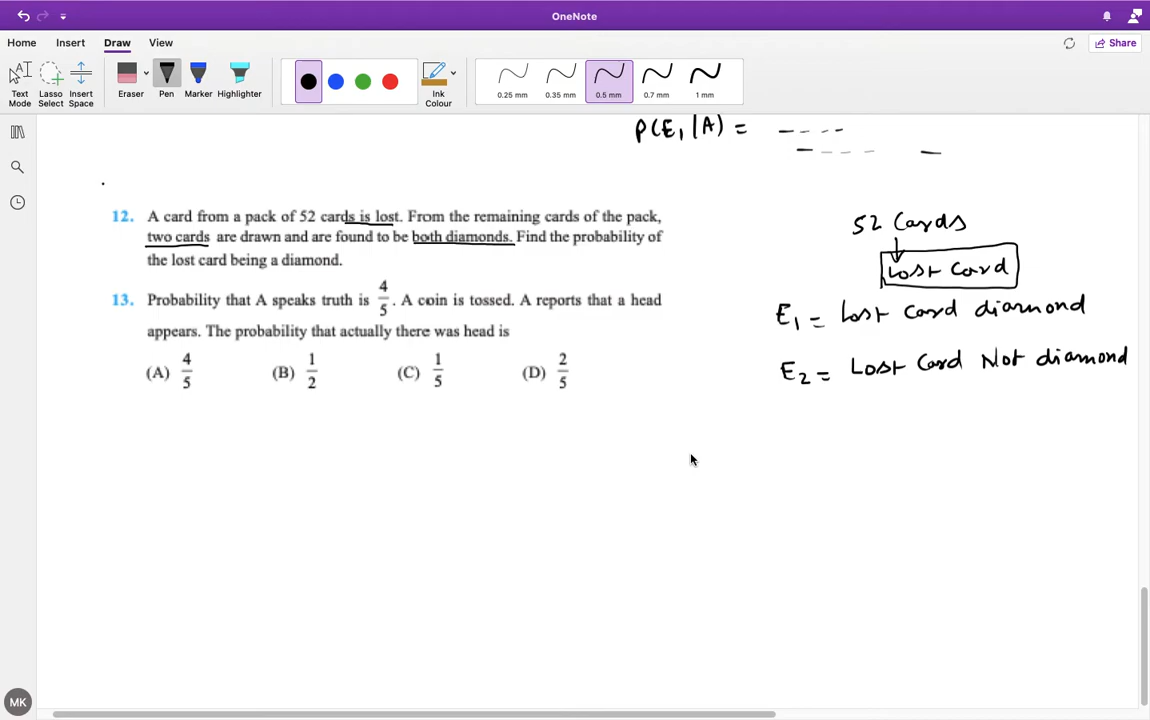 OneNote
Home Insert Draw View
Share
Text Mode
Lasso Select
Insert Space
Eraser
Pen
Marker
Highlighter
Ink Colour
0.25 mm
0.35 mm
0.5 mm
0.7 mm
1 mm
P(E₁|A) =
12. A card from a pack of 52 cards is lost. From the remaining cards of the pack,
two cards are drawn and are found to be both diamonds. Find the probability of
the lost card being a diamond.
13. Probability that A speaks truth is 4/5. A coin is tossed. A reports that a head
appears. The probability that actually there was head is
(A) 4/5 (B) 1/2 (C) 1/5 (D) 2/5
52 Cards
Lost Card
E₁ = Lost Card diamond
E₂ = Lost Card Not diamond
MK